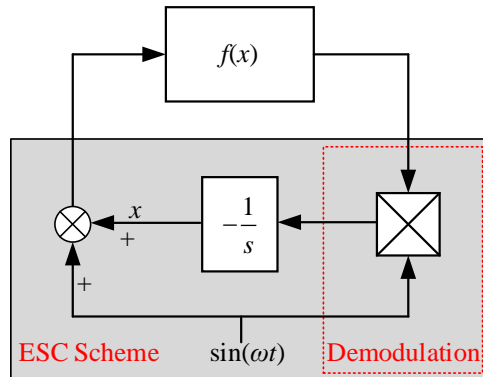 f(x)
x
+
-1/s
+
ESC Scheme
sin(ωt)
Demodulation